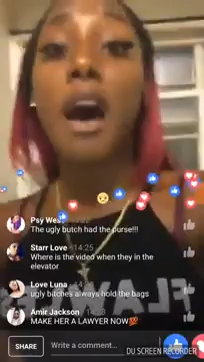 Psy Wes
The ugly butch had the purse!!!
Starr Love 14:25
Where is the video when they in the
elevator
Love Luna
ugly bitches always hold the bags
Amir Jackson
MAKE HER A LAWYER NOW💯
SHARE
Write a comment...
DU SCREEN RECORDER